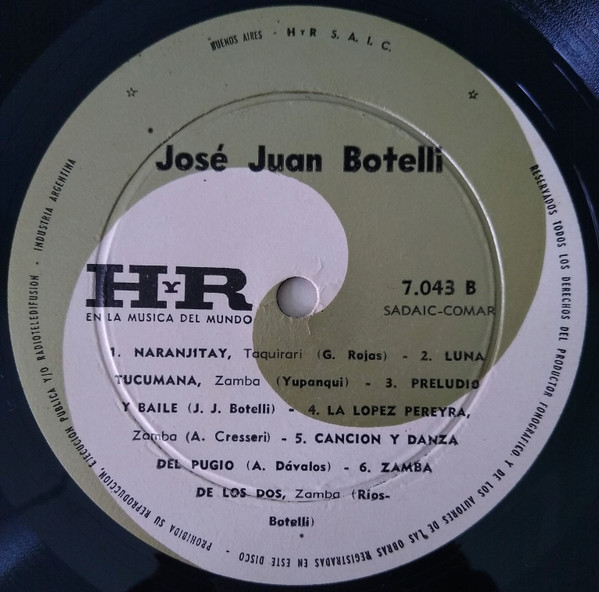 BUENOS AIRES - HYR S. A. I. C.
José Juan Botelli
HYR
EN LA MUSICA DEL MUNDO
7.043 B
SADAIC-COMAR
1. NARANJITAY, Taquirari (G. Rojas) - 2. LUNA
TUCUMANA, Zamba (Yupanqui) - 3. PRELUDIO
Y BAILE (J. J. Botelli) - 4. LA LOPEZ PEREYRA,
Zamba (A. Cresseri) - 5. CANCION Y DANZA
DEL PUGIO (A. Dávalos) - 6. ZAMBA
DE LOS DOS, Zamba (Rios-
Botelli)
RESERVADOS TODOS LOS DERECHOS DEL PRODUCTOR FONOGRAFICO, Y DE LOS AUTORES DE LAS OBRAS REGISTRADAS EN ESTE DISCO - PROHIBIDA SU REPRODUCCION, EJECUCION PUBLICA Y/O RADIOTELEDIFUSION - INDUSTRIA ARGENTINA